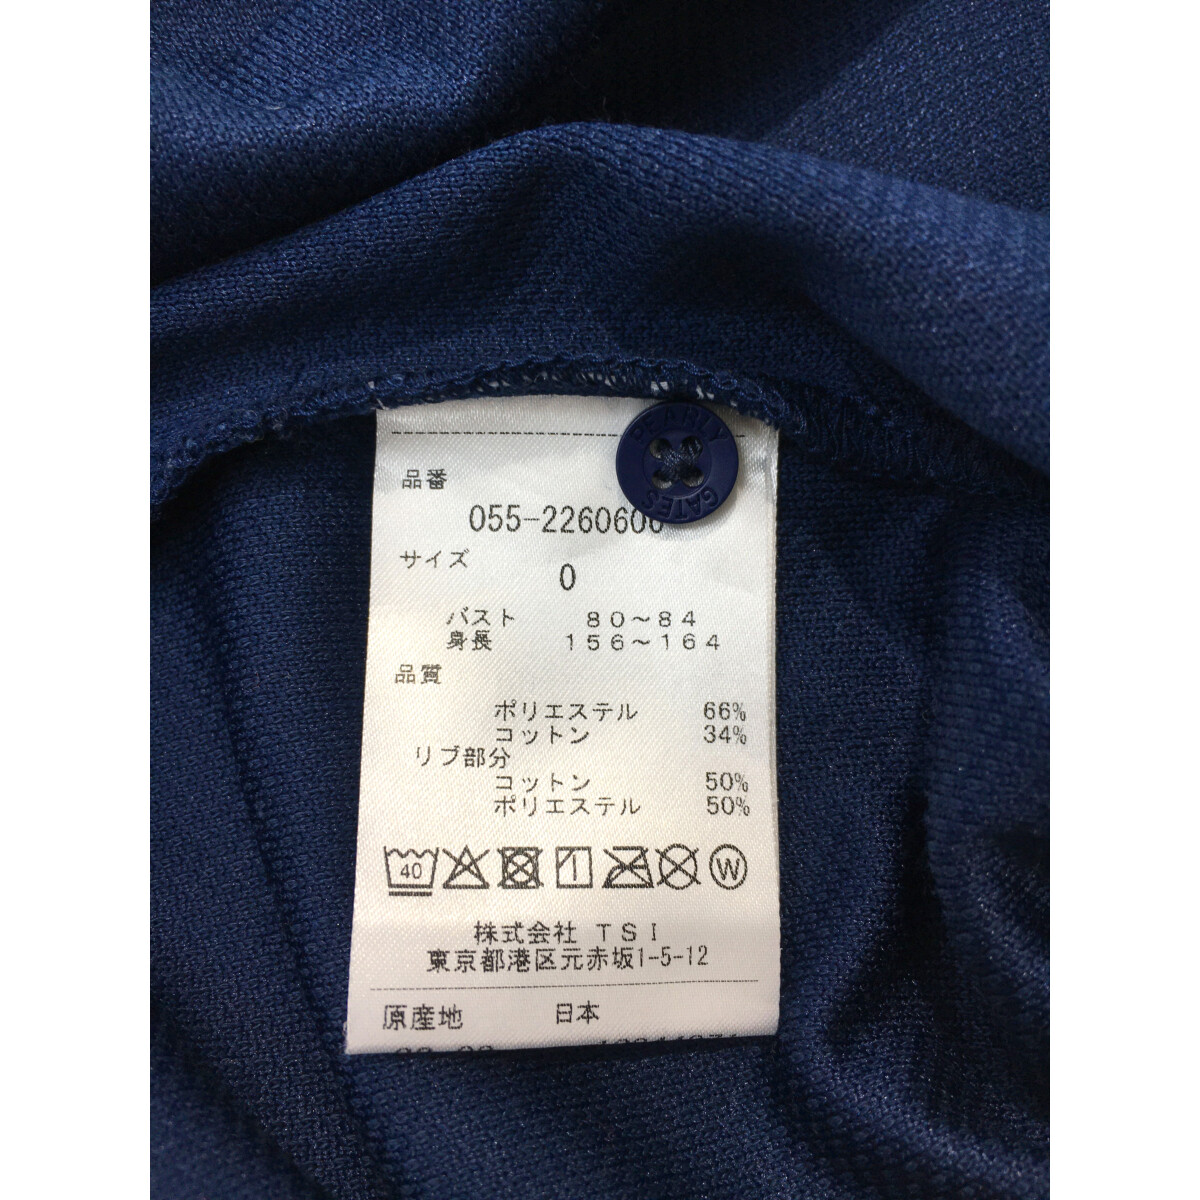 品番
055-2260600
サイズ
0
バスト 80～84
身長 156～164
品質
ポリエステル 66%
コットン 34%
リブ部分
コットン 50%
ポリエステル 50%
40
W
株式会社 TSI
東京都港区元赤坂1-5-12
原産地 日本
PEARLY
GATES